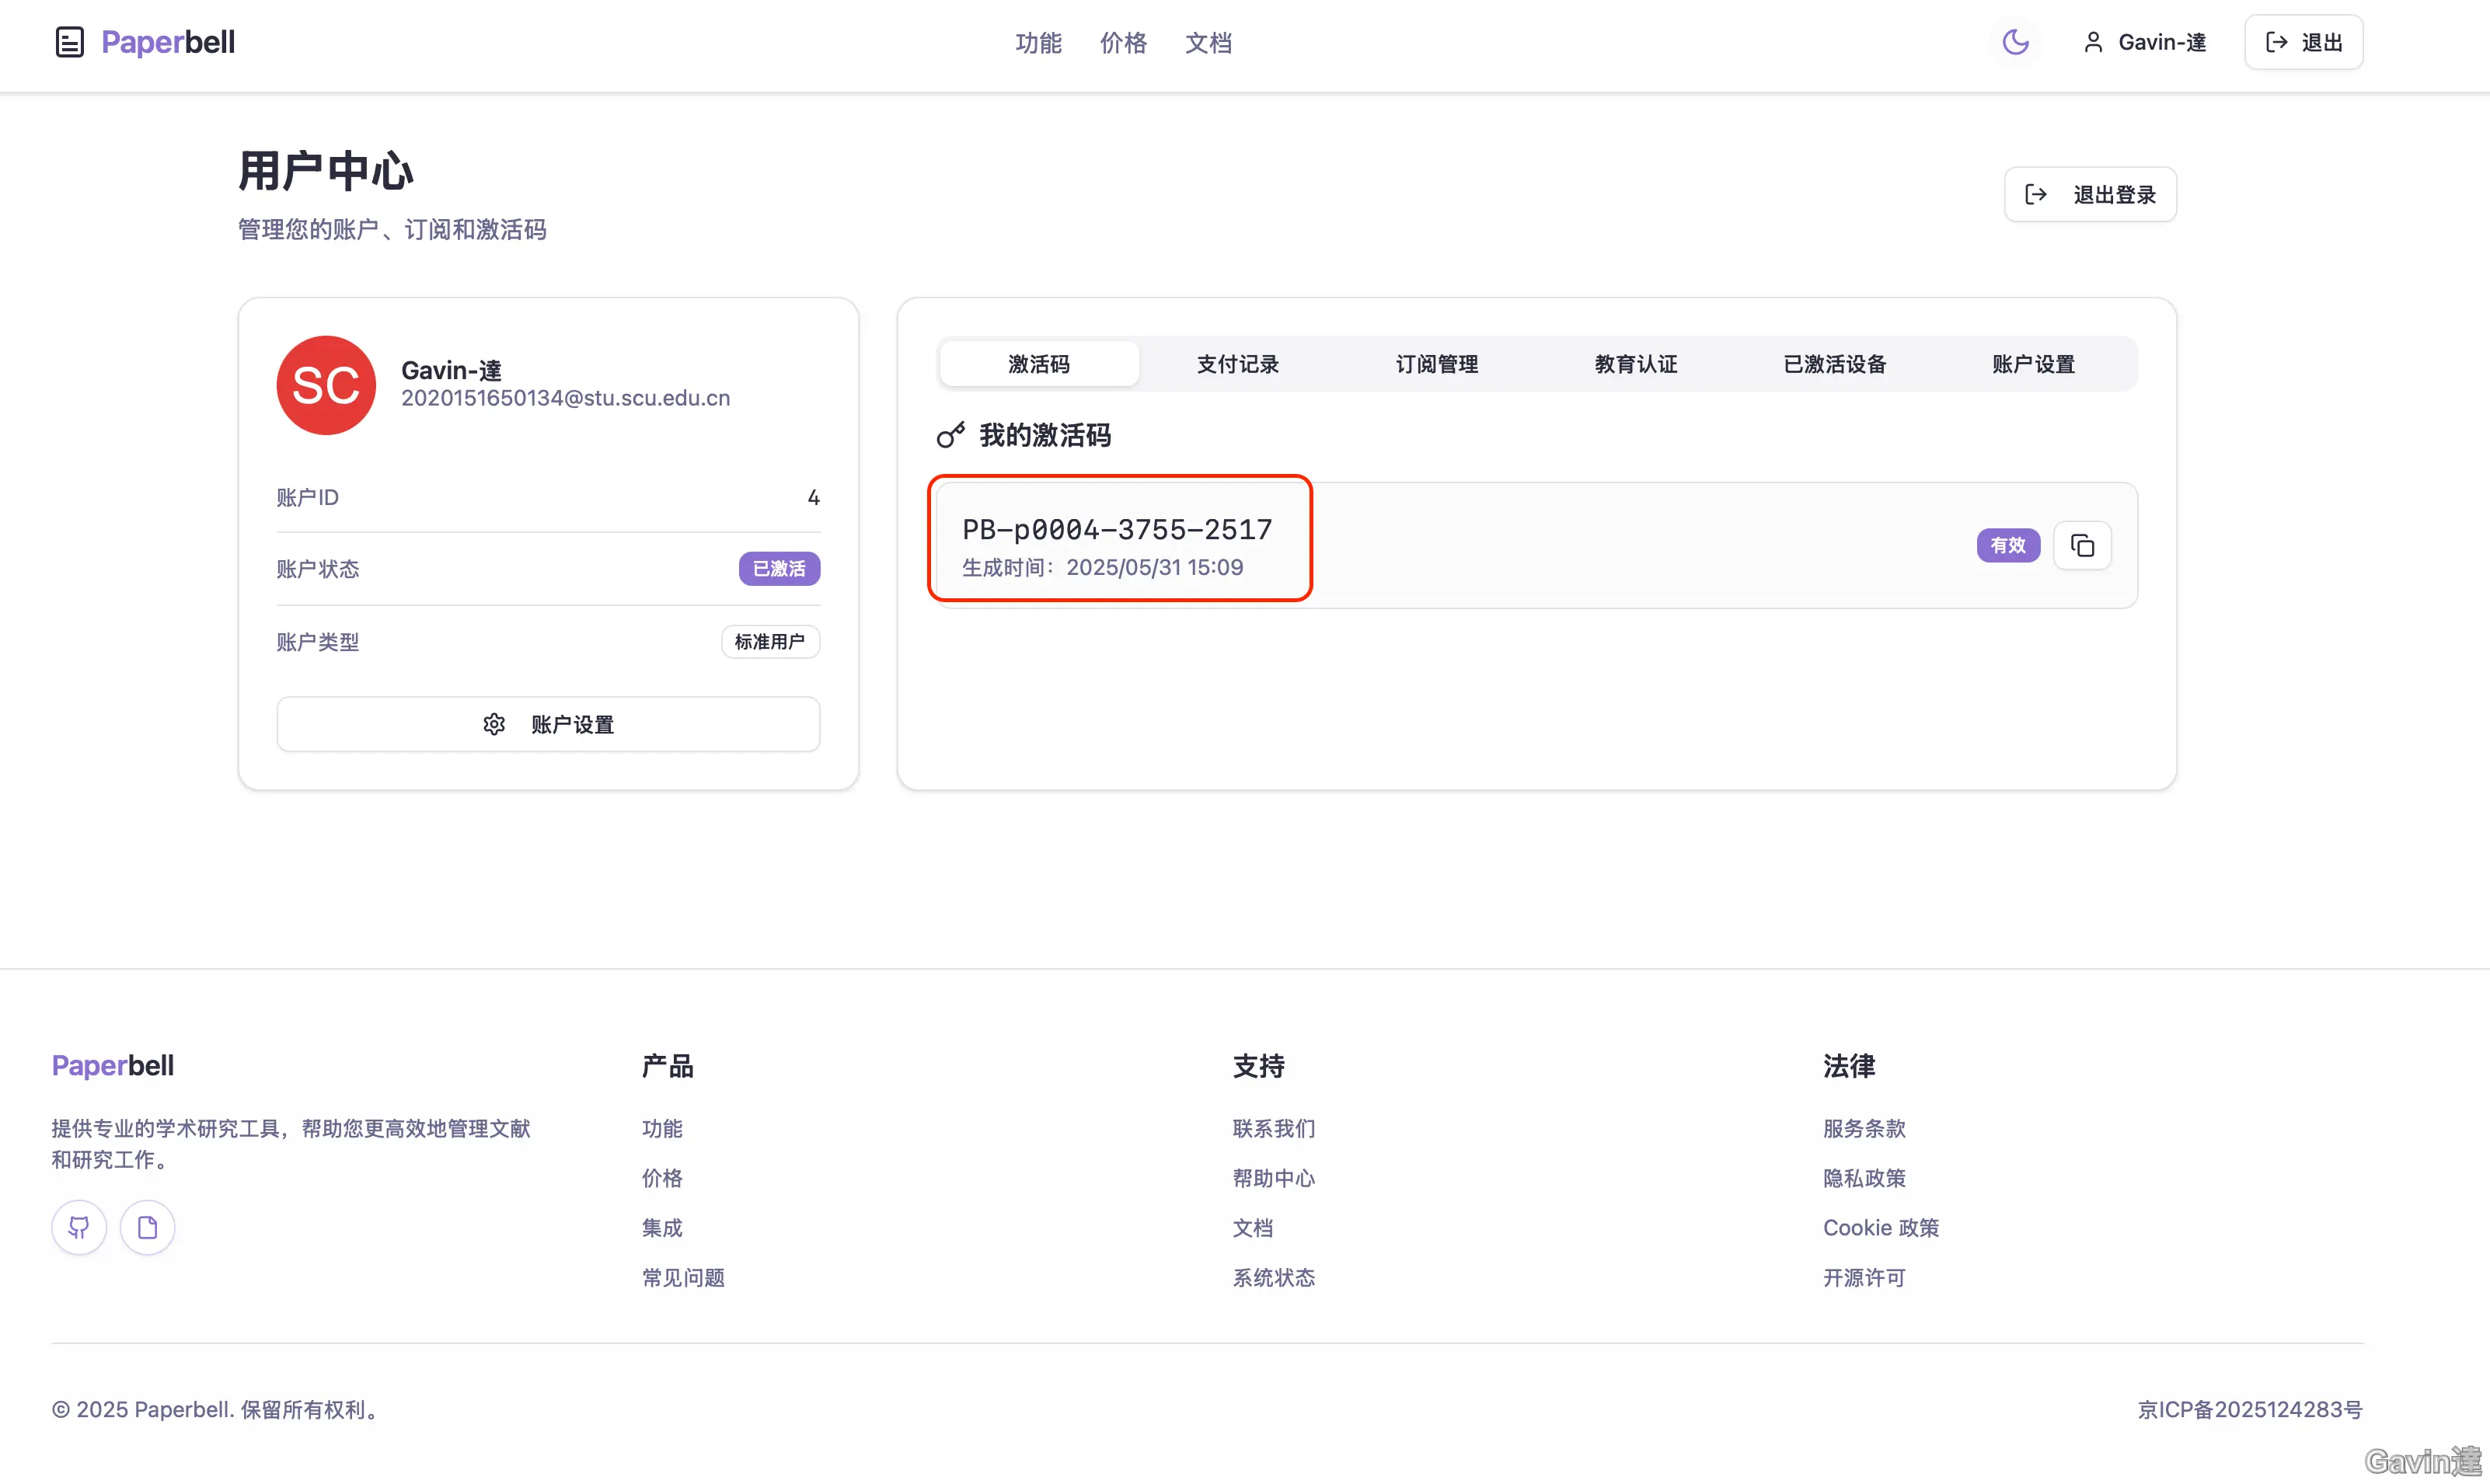 Paperbell
功能 价格 文档
Gavin-達 退出
用户中心
管理您的账户、订阅和激活码
退出登录
SC
Gavin-達
2020151650134@stu.scu.edu.cn
账户ID 4
账户状态 已激活
账户类型 标准用户
账户设置
激活码 支付记录 订阅管理 教育认证 已激活设备 账户设置
我的激活码
PB-p0004-3755-2517
生成时间：2025/05/31 15:09
有效
Paperbell
提供专业的学术研究工具，帮助您更高效地管理文献
和研究工作。
产品
功能
价格
集成
常见问题
支持
联系我们
帮助中心
文档
系统状态
法律
服务条款
隐私政策
Cookie 政策
开源许可
© 2025 Paperbell. 保留所有权利。
京ICP备2025124283号
Gavin達